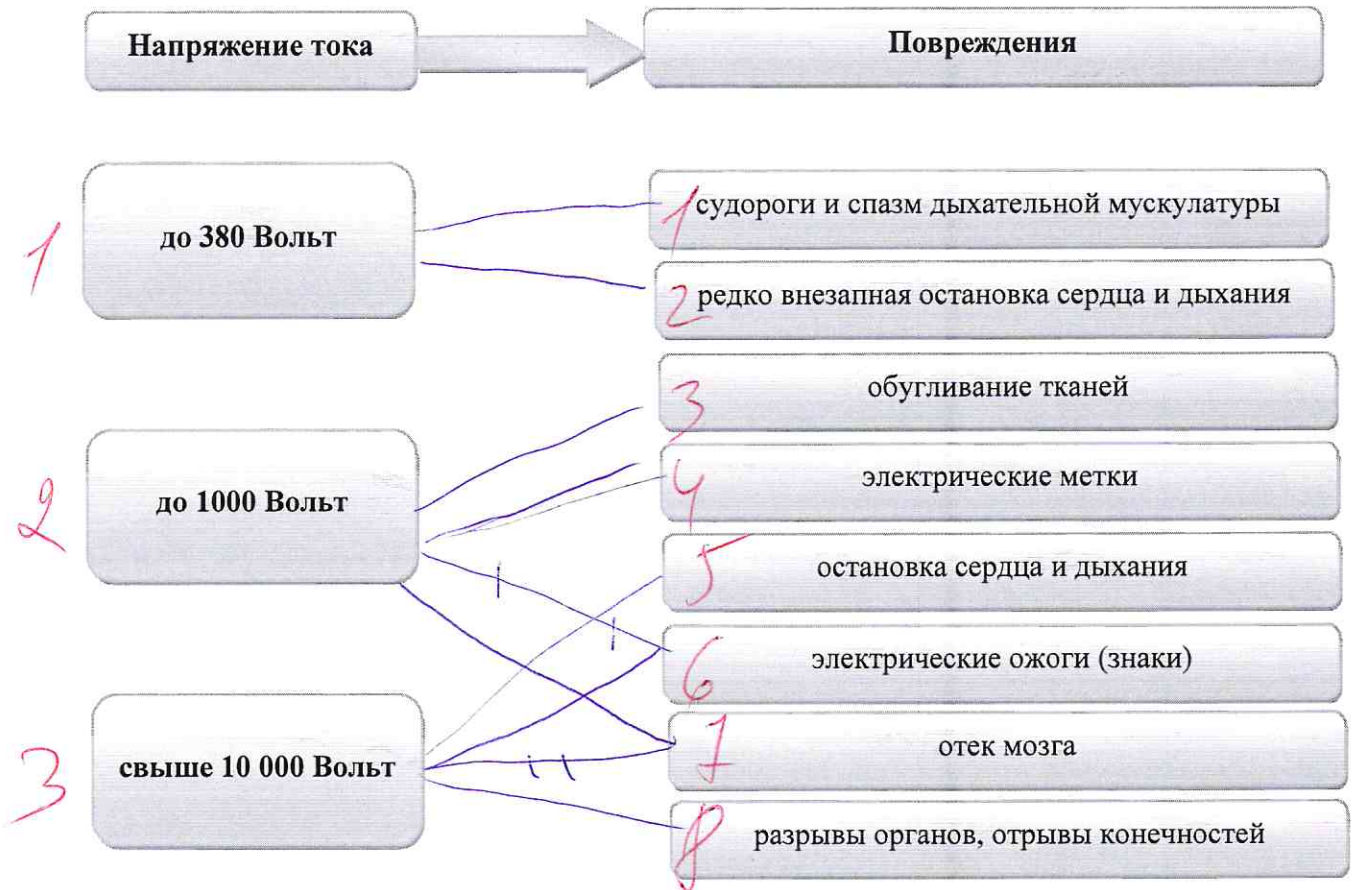 Напряжение тока
Повреждения
1
до 380 Вольт
1 судороги и спазм дыхательной мускулатуры
2 редко внезапная остановка сердца и дыхания
3 обугливание тканей
2
до 1000 Вольт
4 электрические метки
5 остановка сердца и дыхания
6 электрические ожоги (знаки)
3
свыше 10 000 Вольт
7 отек мозга
8 разрывы органов, отрывы конечностей